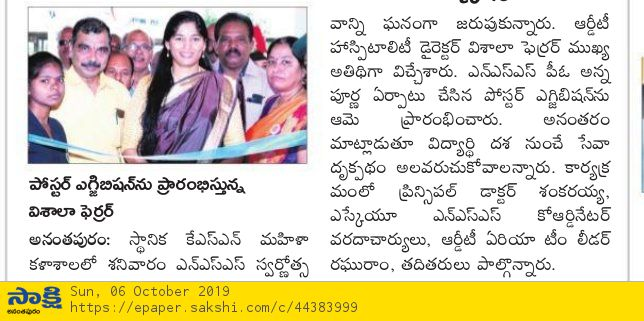 పోస్టర్ ఎగ్జిబిషన్‌ను ప్రారంభిస్తున్న
విశాలా ఫెర్రర్
అనంతపురం: స్థానిక కేఎస్ఎన్ మహిళా
కళాశాలలో శనివారం ఎన్ఎస్ఎస్ స్వర్ణోత్స
వాన్ని ఘనంగా జరుపుకున్నారు. ఆర్డీటీ
హాస్పిటాలిటీ డైరెక్టర్ విశాలా ఫెర్రర్ ముఖ్య
అతిథిగా విచ్చేశారు. ఎన్ఎస్ఎస్ పీఓ అన్న
పూర్ణ ఏర్పాటు చేసిన పోస్టర్ ఎగ్జిబిషన్‌ను
ఆమె ప్రారంభించారు. అనంతరం
మాట్లాడుతూ విద్యార్థి దశ నుంచే సేవా
దృక్పథం అలవరుచుకోవాలన్నారు. కార్యక్ర
మంలో ప్రిన్సిపల్ డాక్టర్ శంకరయ్య,
ఎస్కేయూ ఎన్ఎస్ఎస్ కోఆర్డినేటర్
వరదాచార్యులు, ఆర్డీటీ ఏరియా టీం లీడర్
రఘురాం, తదితరులు పాల్గొన్నారు.
సాక్షి
అనంతపురం
Sun, 06 October 2019
https://epaper.sakshi.com/c/44383999